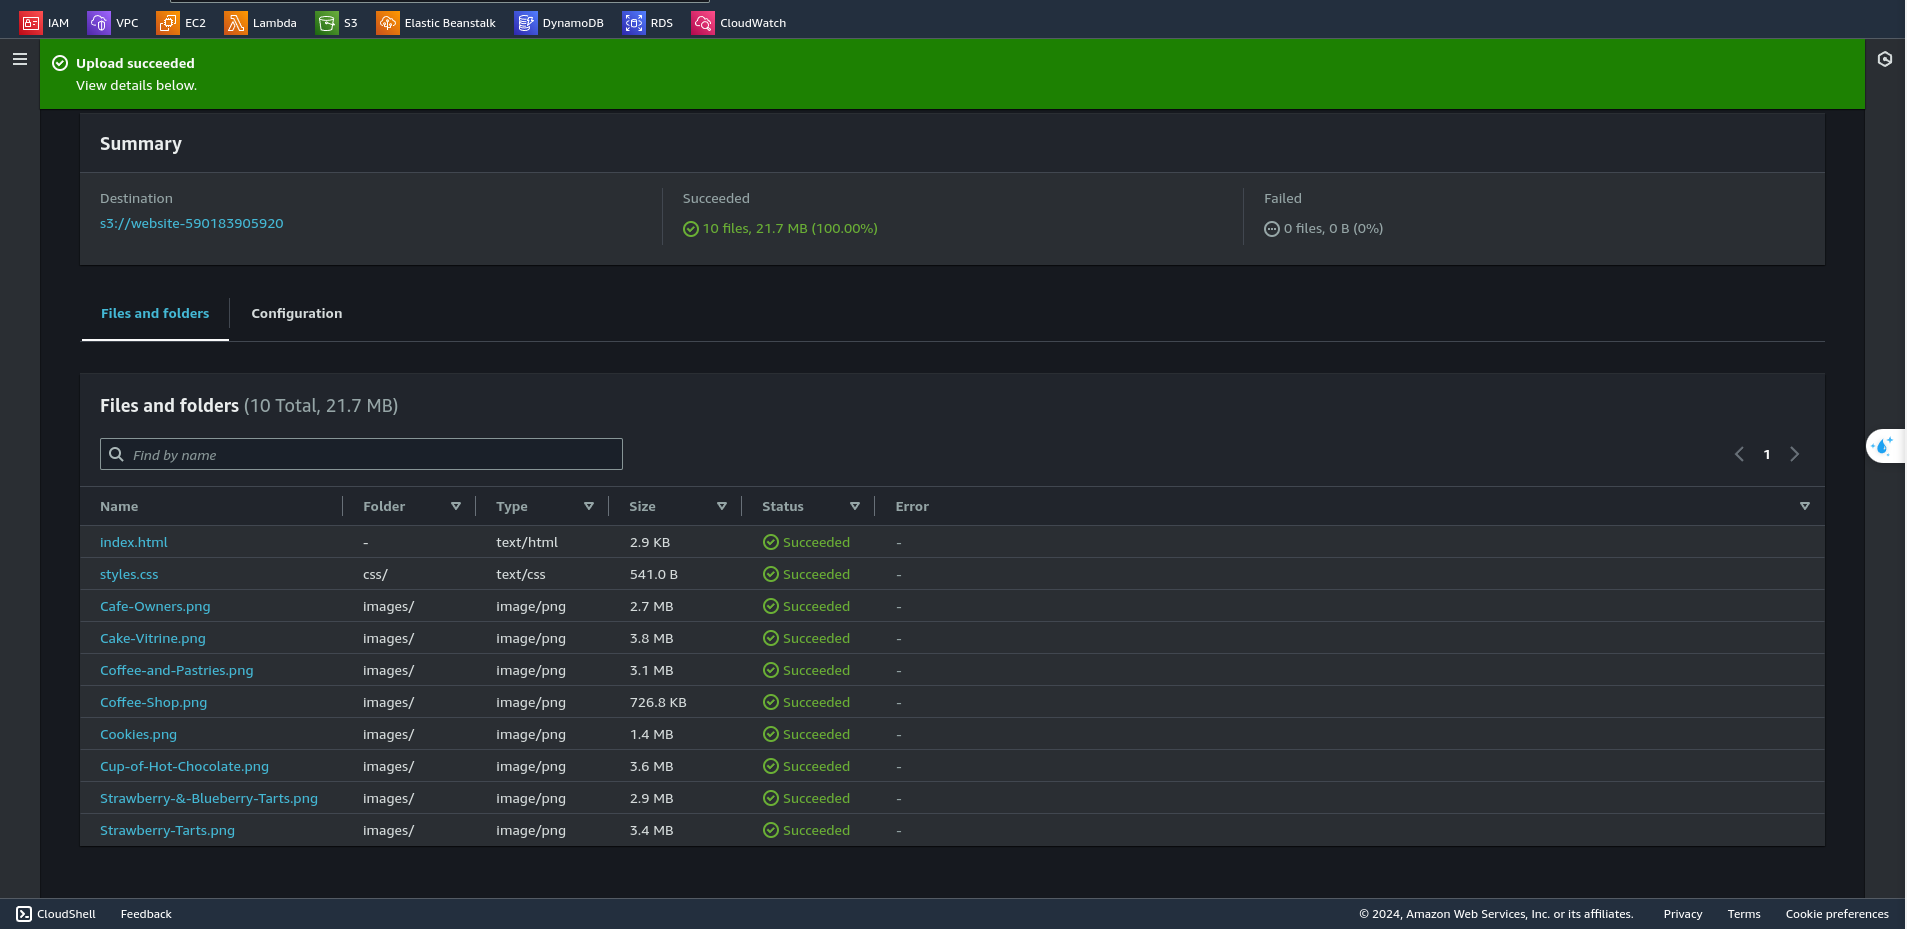 IAM VPC EC2 Lambda S3 Elastic Beanstalk DynamoDB RDS CloudWatch
Upload succeeded
View details below.
Summary
Destination Succeeded Failed
s3://website-590183905920 10 files, 21.7 MB (100.00%) 0 files, 0 B (0%)
Files and folders Configuration
Files and folders (10 Total, 21.7 MB)
Find by name 1
Name Folder Type Size Status Error
index.html - text/html 2.9 KB Succeeded -
styles.css css/ text/css 541.0 B Succeeded -
Cafe-Owners.png images/ image/png 2.7 MB Succeeded -
Cake-Vitrine.png images/ image/png 3.8 MB Succeeded -
Coffee-and-Pastries.png images/ image/png 3.1 MB Succeeded -
Coffee-Shop.png images/ image/png 726.8 KB Succeeded -
Cookies.png images/ image/png 1.4 MB Succeeded -
Cup-of-Hot-Chocolate.png images/ image/png 3.6 MB Succeeded -
Strawberry-&-Blueberry-Tarts.png images/ image/png 2.9 MB Succeeded -
Strawberry-Tarts.png images/ image/png 3.4 MB Succeeded -
CloudShell Feedback © 2024, Amazon Web Services, Inc. or its affiliates. Privacy Terms Cookie preferences